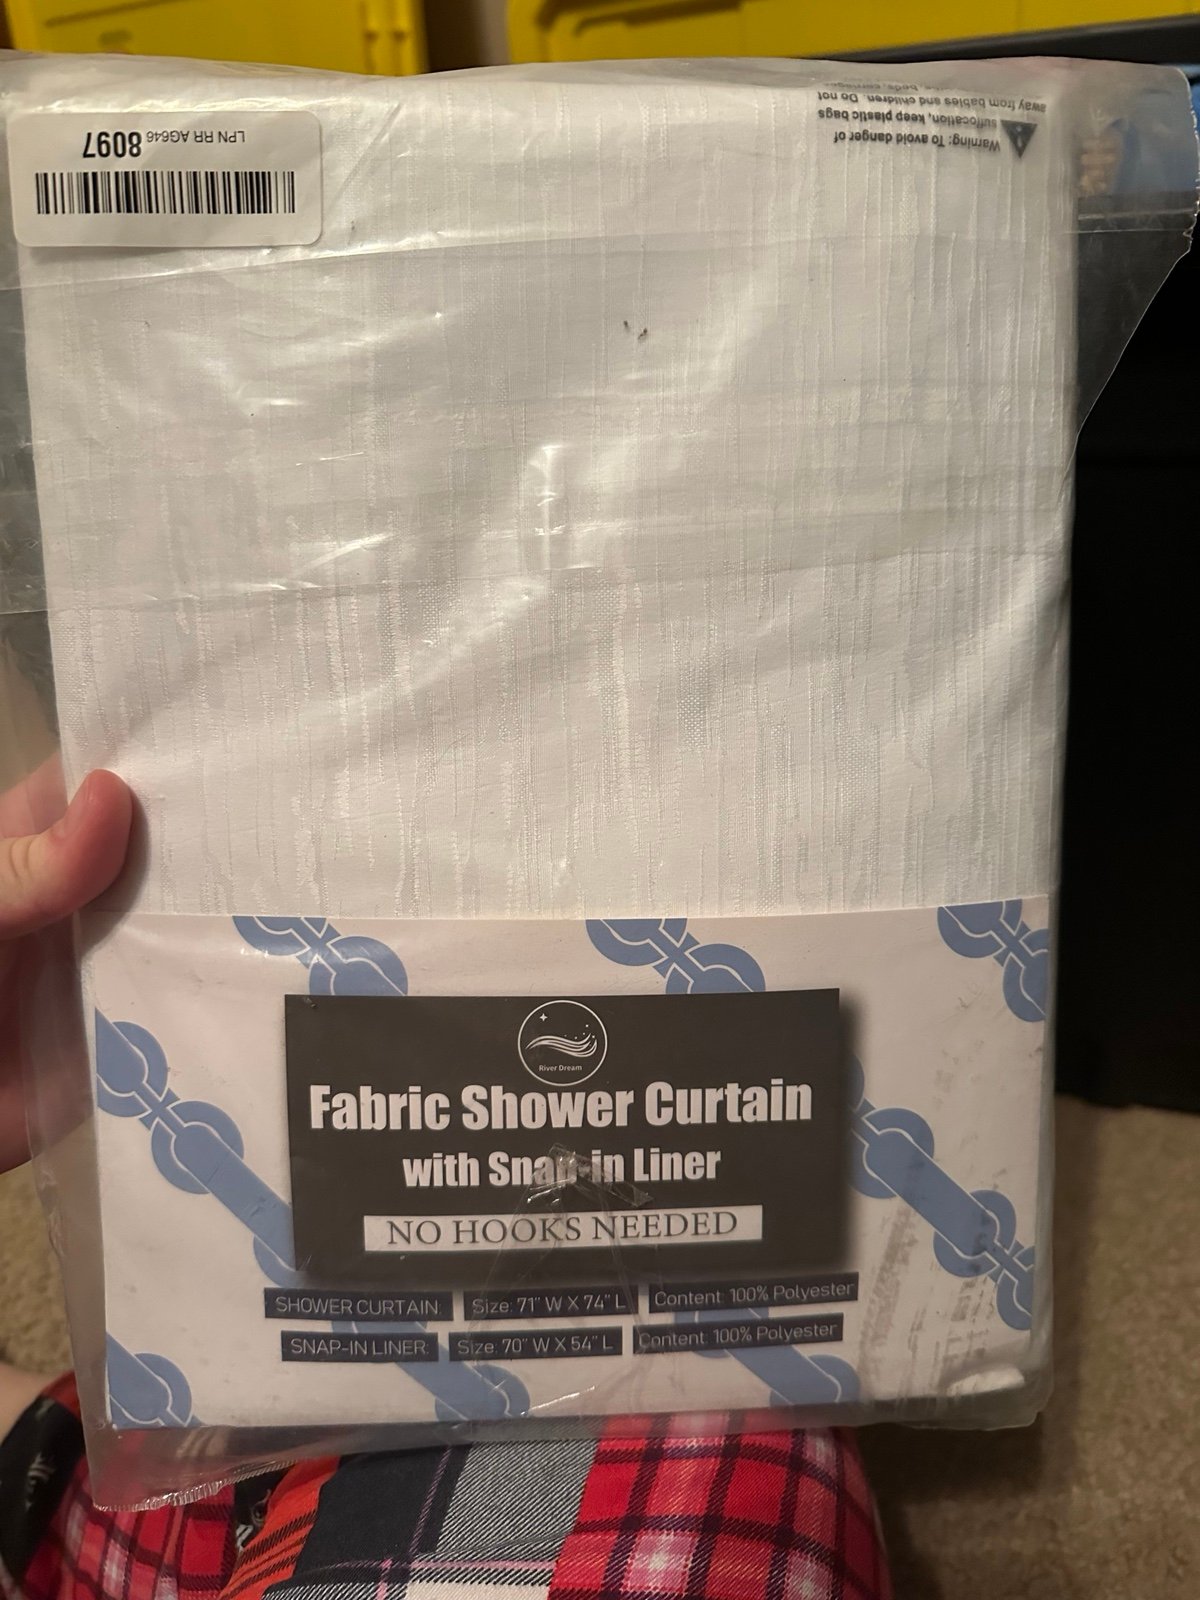 LPN RR AG646 8097
Warning: To avoid danger of
suffocation, keep plastic bags
away from babies and children. Do not
River Dream
Fabric Shower Curtain
with Snap-in Liner
NO HOOKS NEEDED
SHOWER CURTAIN: Size: 71" W X 74" L Content: 100% Polyester
SNAP-IN LINER: Size: 70" W X 54" L Content: 100% Polyester